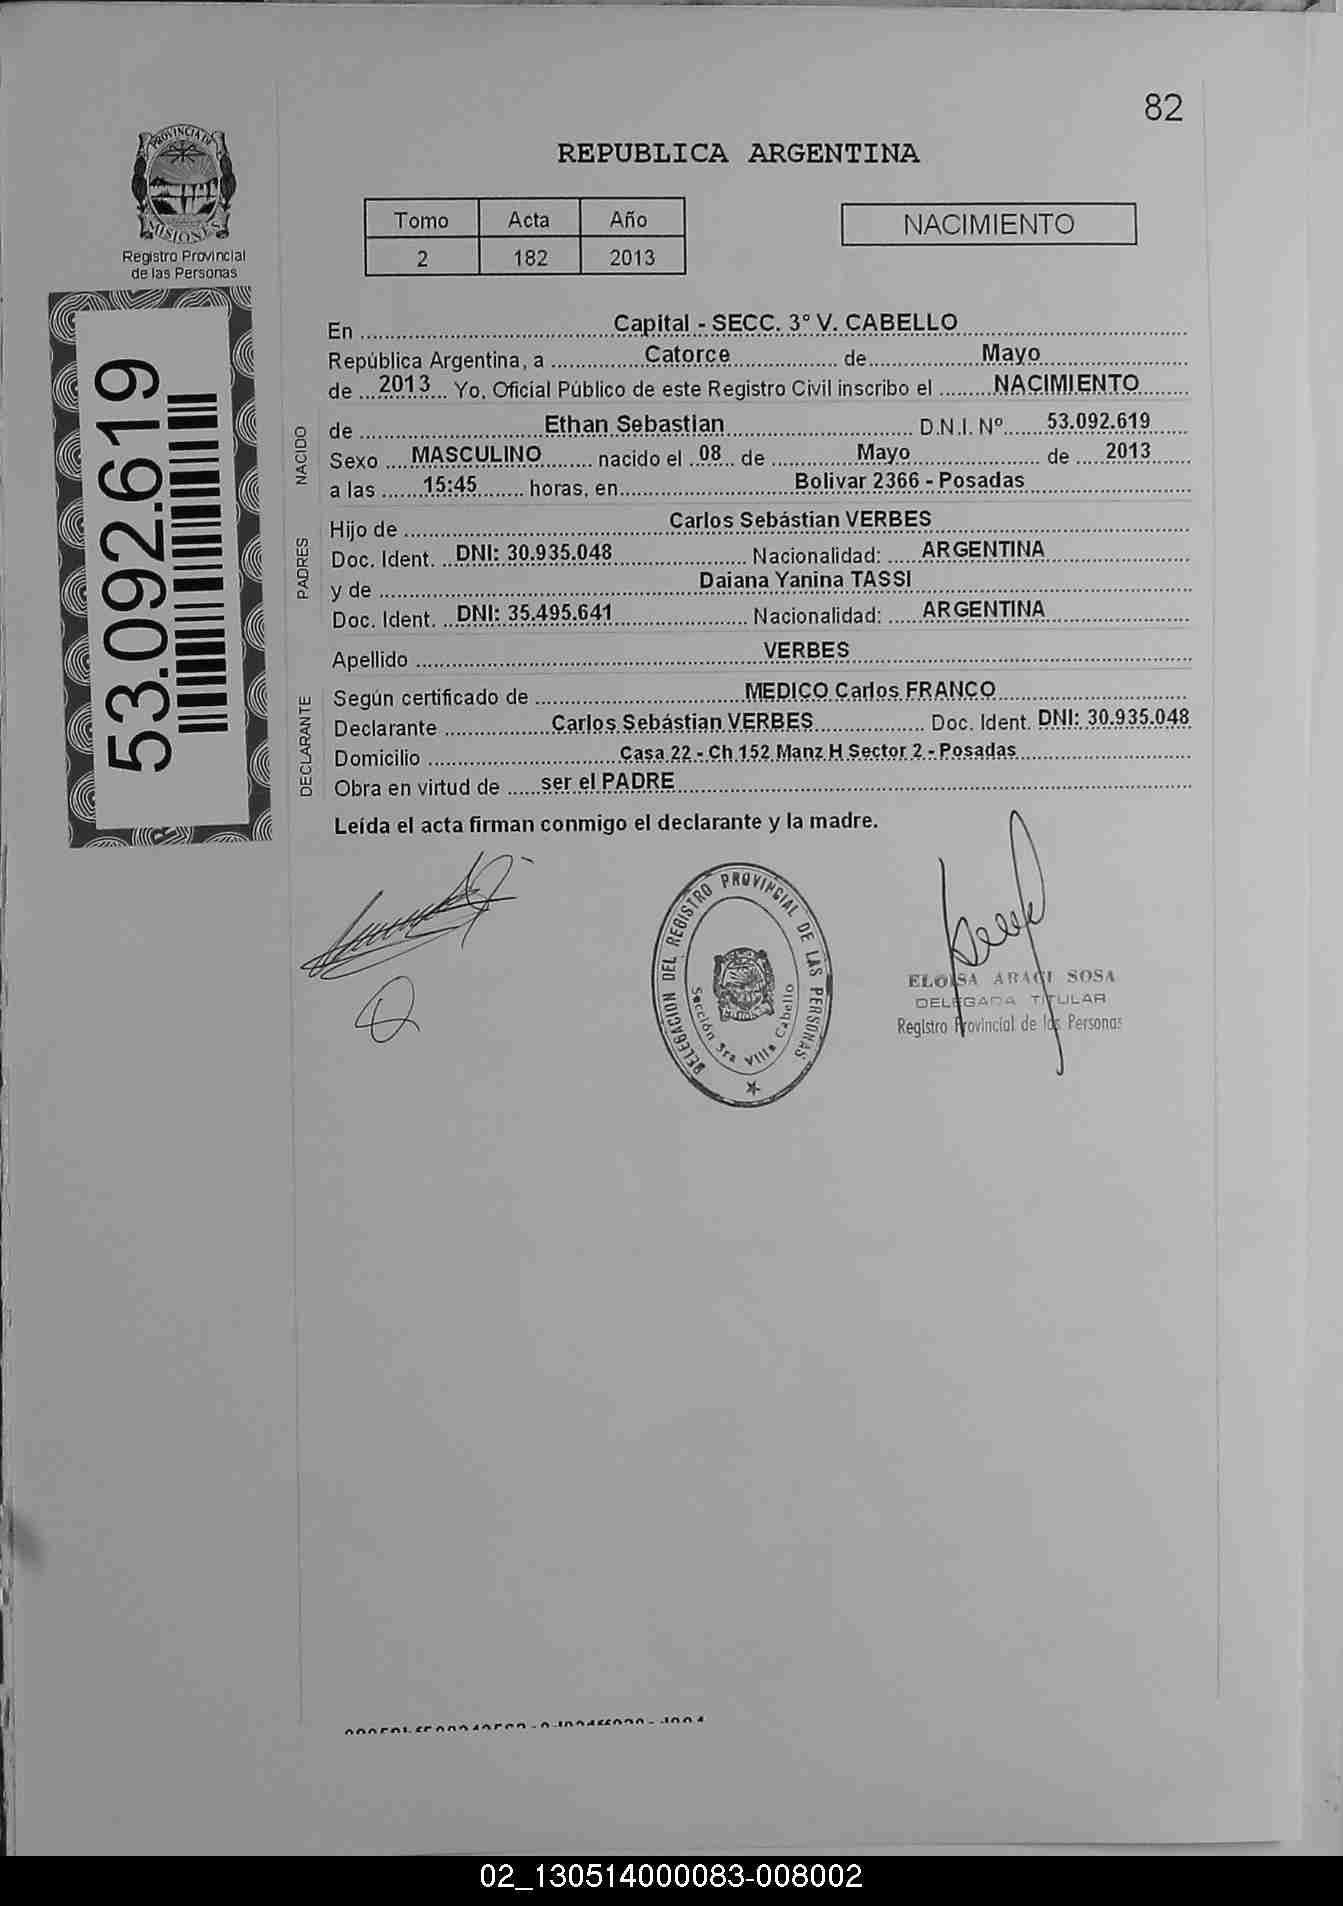 82
PROVINCIA DE
MISIONES
Registro Provincial
de las Personas
53.092.619
REPUBLICA ARGENTINA
Tomo Acta Año
2 182 2013
NACIMIENTO
En Capital - SECC. 3° V. CABELLO
República Argentina, a Catorce de Mayo
de 2013 Yo, Oficial Público de este Registro Civil inscribo el NACIMIENTO
NACIDO
de Ethan Sebastian D.N.I. Nº 53.092.619
Sexo MASCULINO nacido el 08 de Mayo de 2013
a las 15:45 horas, en Bolivar 2366 - Posadas
PADRES
Hijo de Carlos Sebástian VERBES
Doc. Ident. DNI: 30.935.048 Nacionalidad: ARGENTINA
y de Daiana Yanina TASSI
Doc. Ident. DNI: 35.495.641 Nacionalidad: ARGENTINA
Apellido VERBES
DECLARANTE
Según certificado de MEDICO Carlos FRANCO
Declarante Carlos Sebástian VERBES Doc. Ident. DNI: 30.935.048
Domicilio Casa 22 - Ch 152 Manz H Sector 2 - Posadas
Obra en virtud de ser el PADRE
Leída el acta firman conmigo el declarante y la madre.
DELEGACION DEL REGISTRO PROVINCIAL DE LAS PERSONAS
Sección 3ra Villa Cabello
ELOISA ARACI SOSA
DELEGADA TITULAR
Registro Provincial de las Personas
02_130514000083-008002